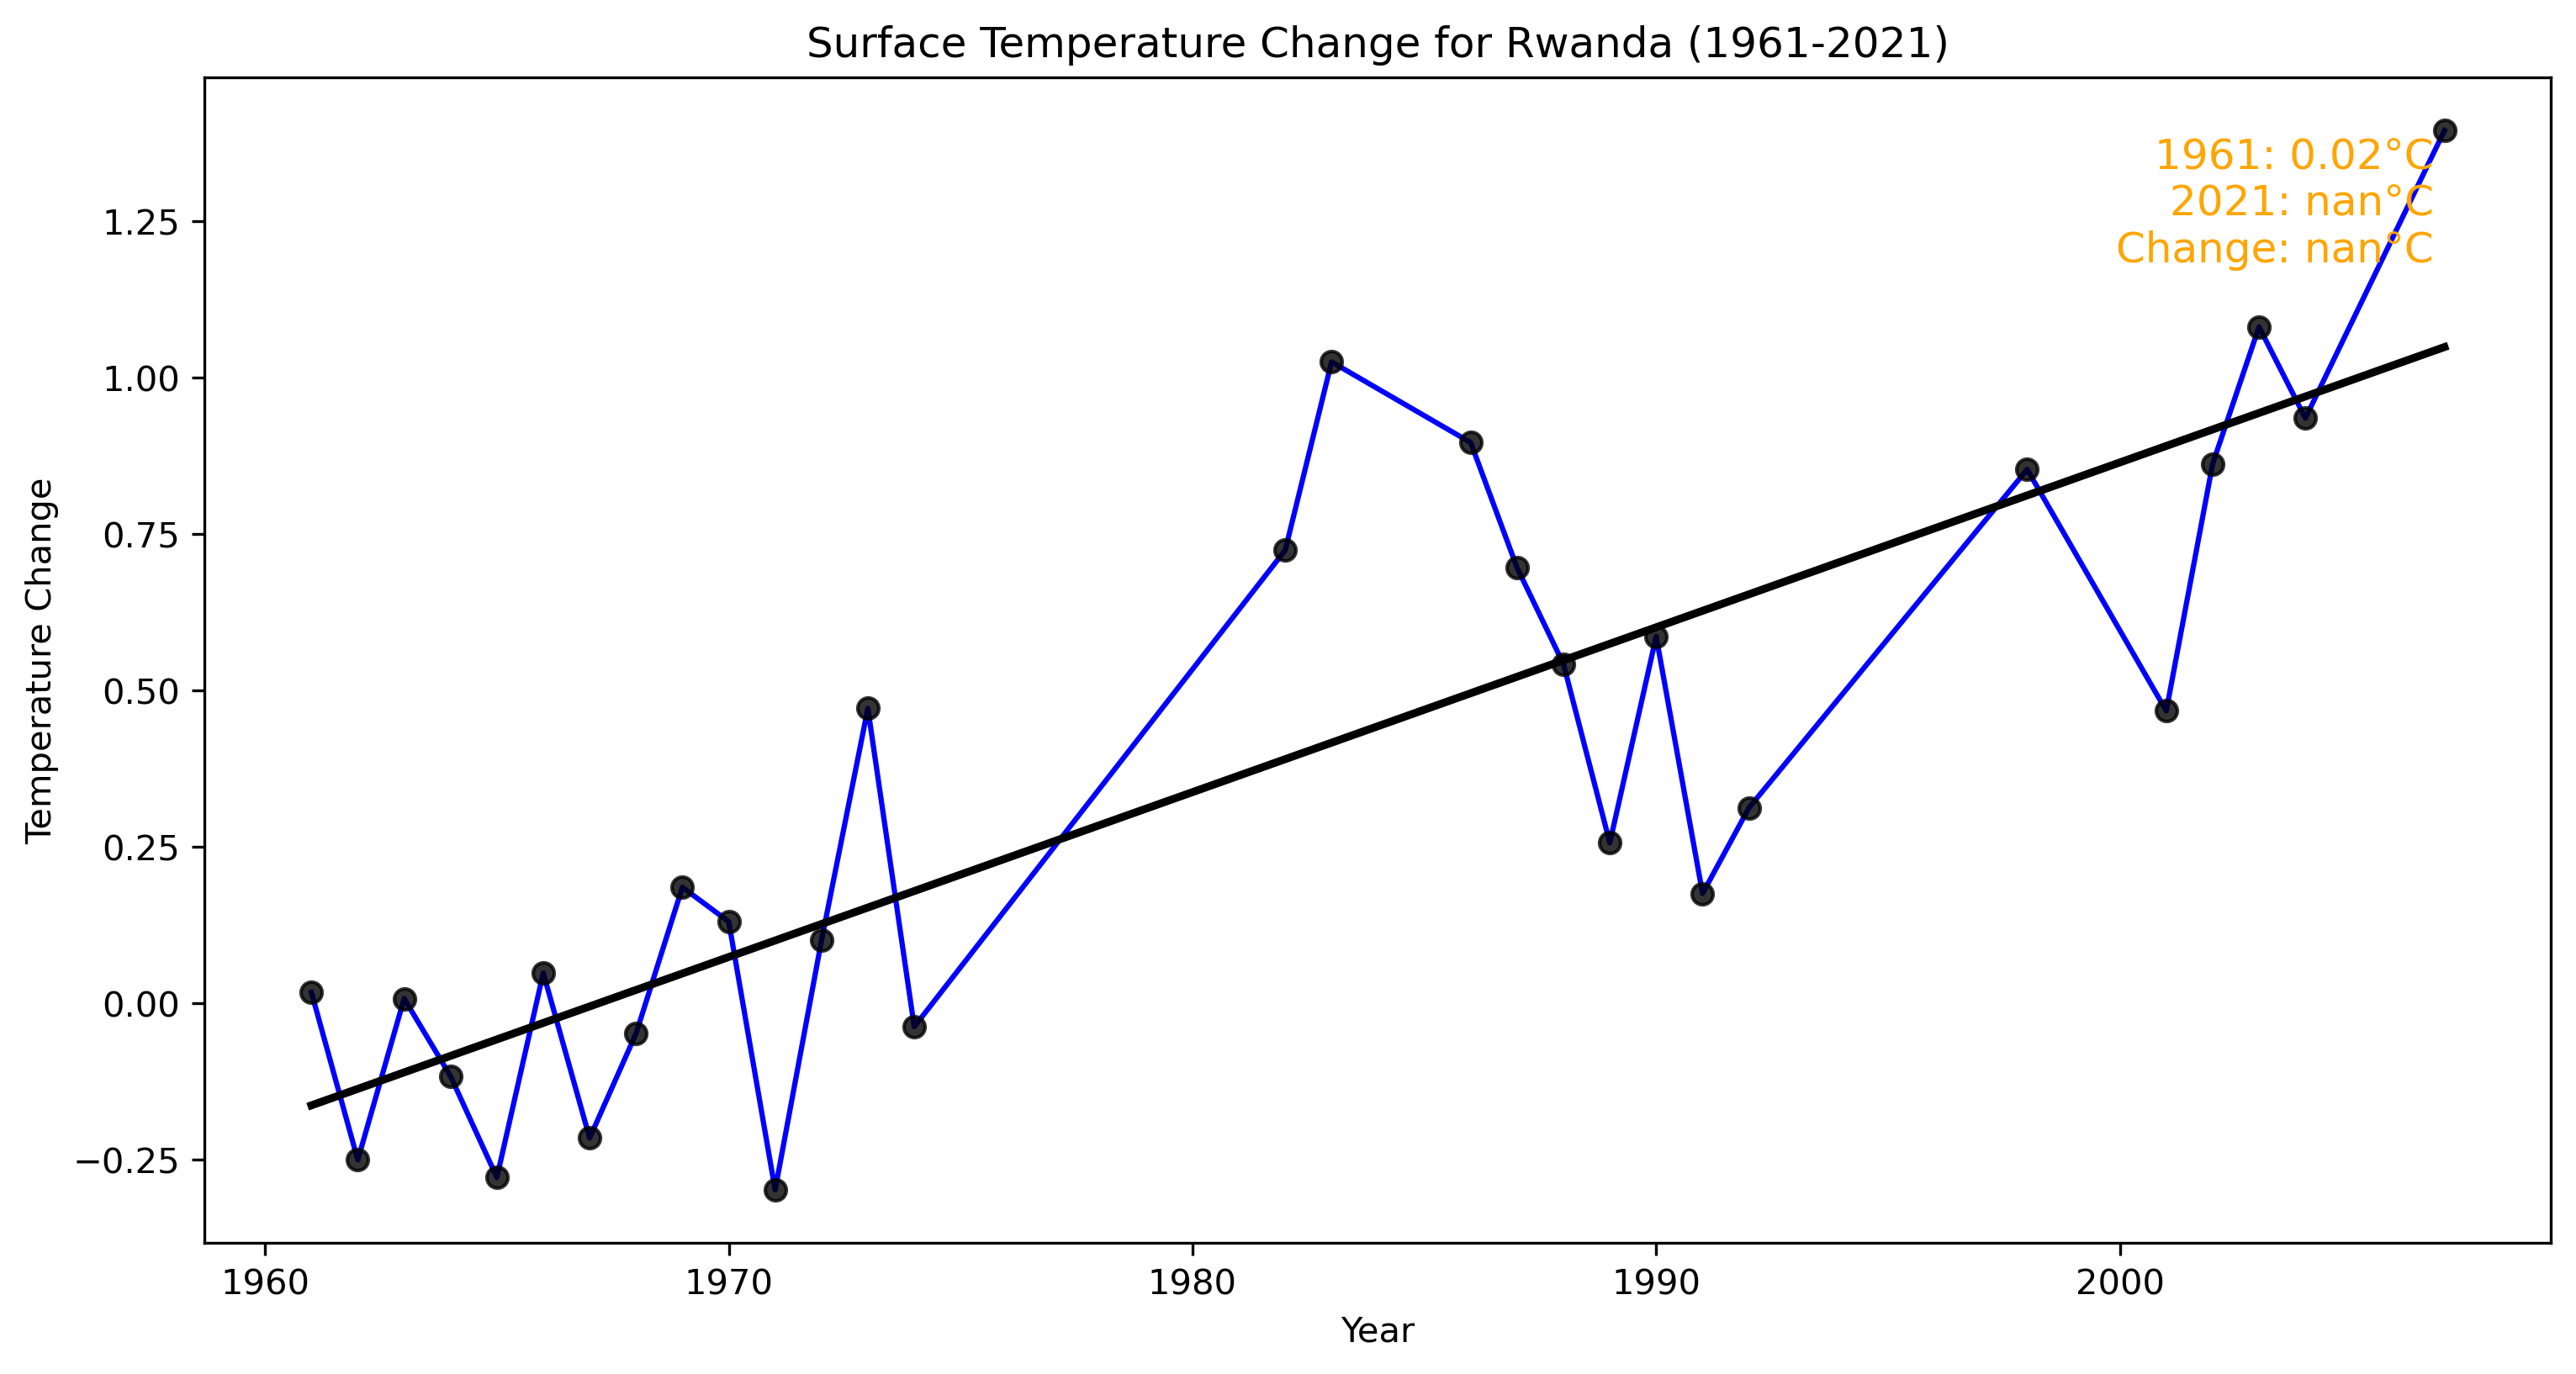 Surface Temperature Change for Rwanda (1961-2021)
1961: 0.02°C
2021: nan°C
Change: nan°C
1.25
1.00
0.75
0.50
0.25
0.00
−0.25
Temperature Change
1960
1970
1980
1990
2000
Year